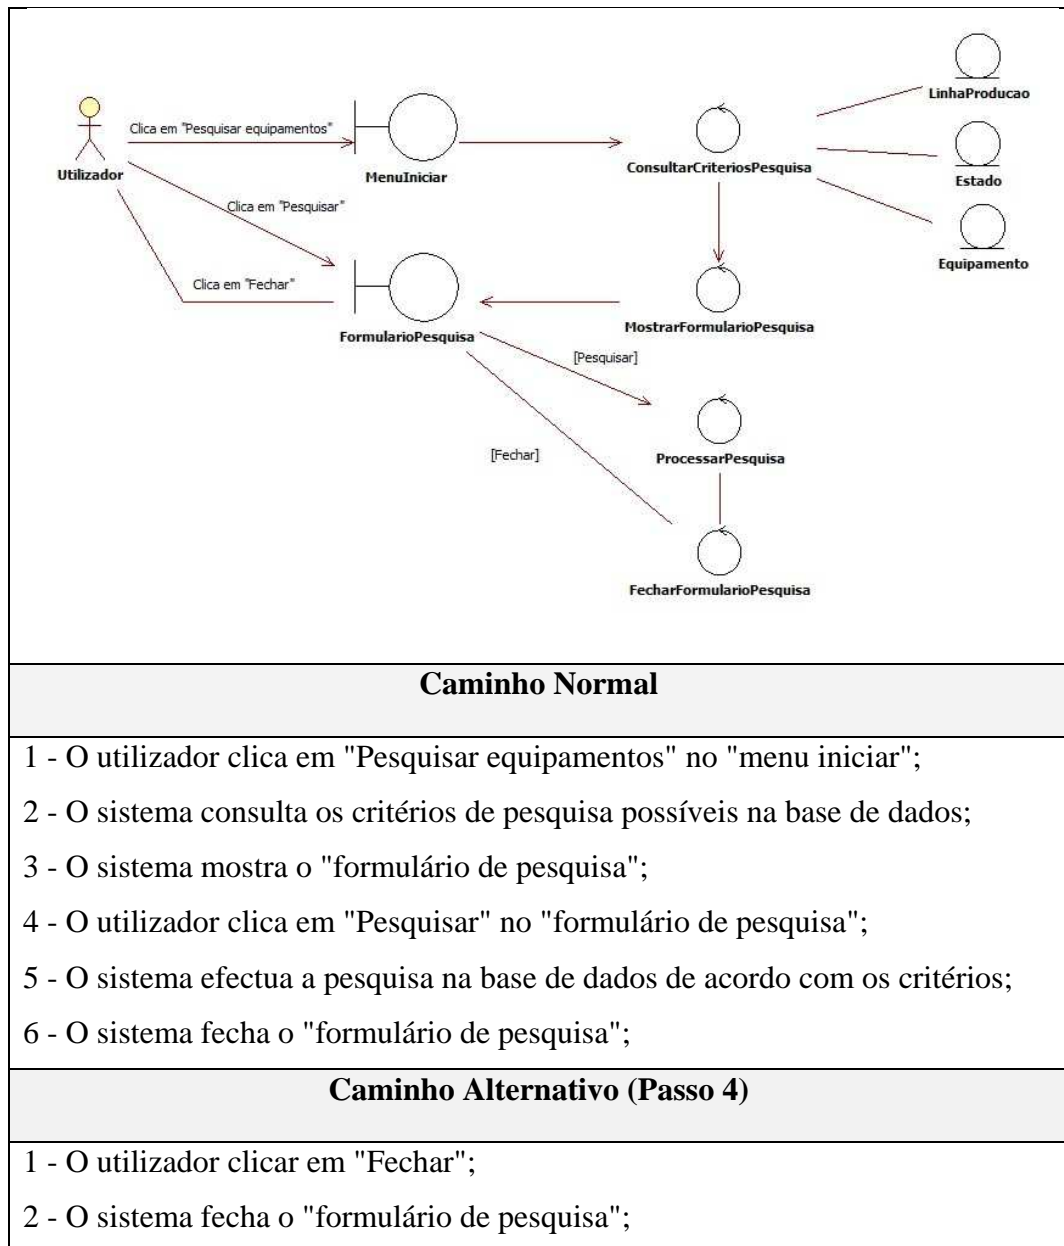 LinhaProducao
Clica em "Pesquisar equipamentos"
Utilizador
MenuIniciar
ConsultarCriteriosPesquisa
Estado
Clica em "Pesquisar"
Equipamento
Clica em "Fechar"
FormularioPesquisa
MostrarFormularioPesquisa
[Pesquisar]
[Fechar]
ProcessarPesquisa
FecharFormularioPesquisa
Caminho Normal
1 - O utilizador clica em "Pesquisar equipamentos" no "menu iniciar";
2 - O sistema consulta os critérios de pesquisa possíveis na base de dados;
3 - O sistema mostra o "formulário de pesquisa";
4 - O utilizador clica em "Pesquisar" no "formulário de pesquisa";
5 - O sistema efectua a pesquisa na base de dados de acordo com os critérios;
6 - O sistema fecha o "formulário de pesquisa";
Caminho Alternativo (Passo 4)
1 - O utilizador clicar em "Fechar";
2 - O sistema fecha o "formulário de pesquisa";